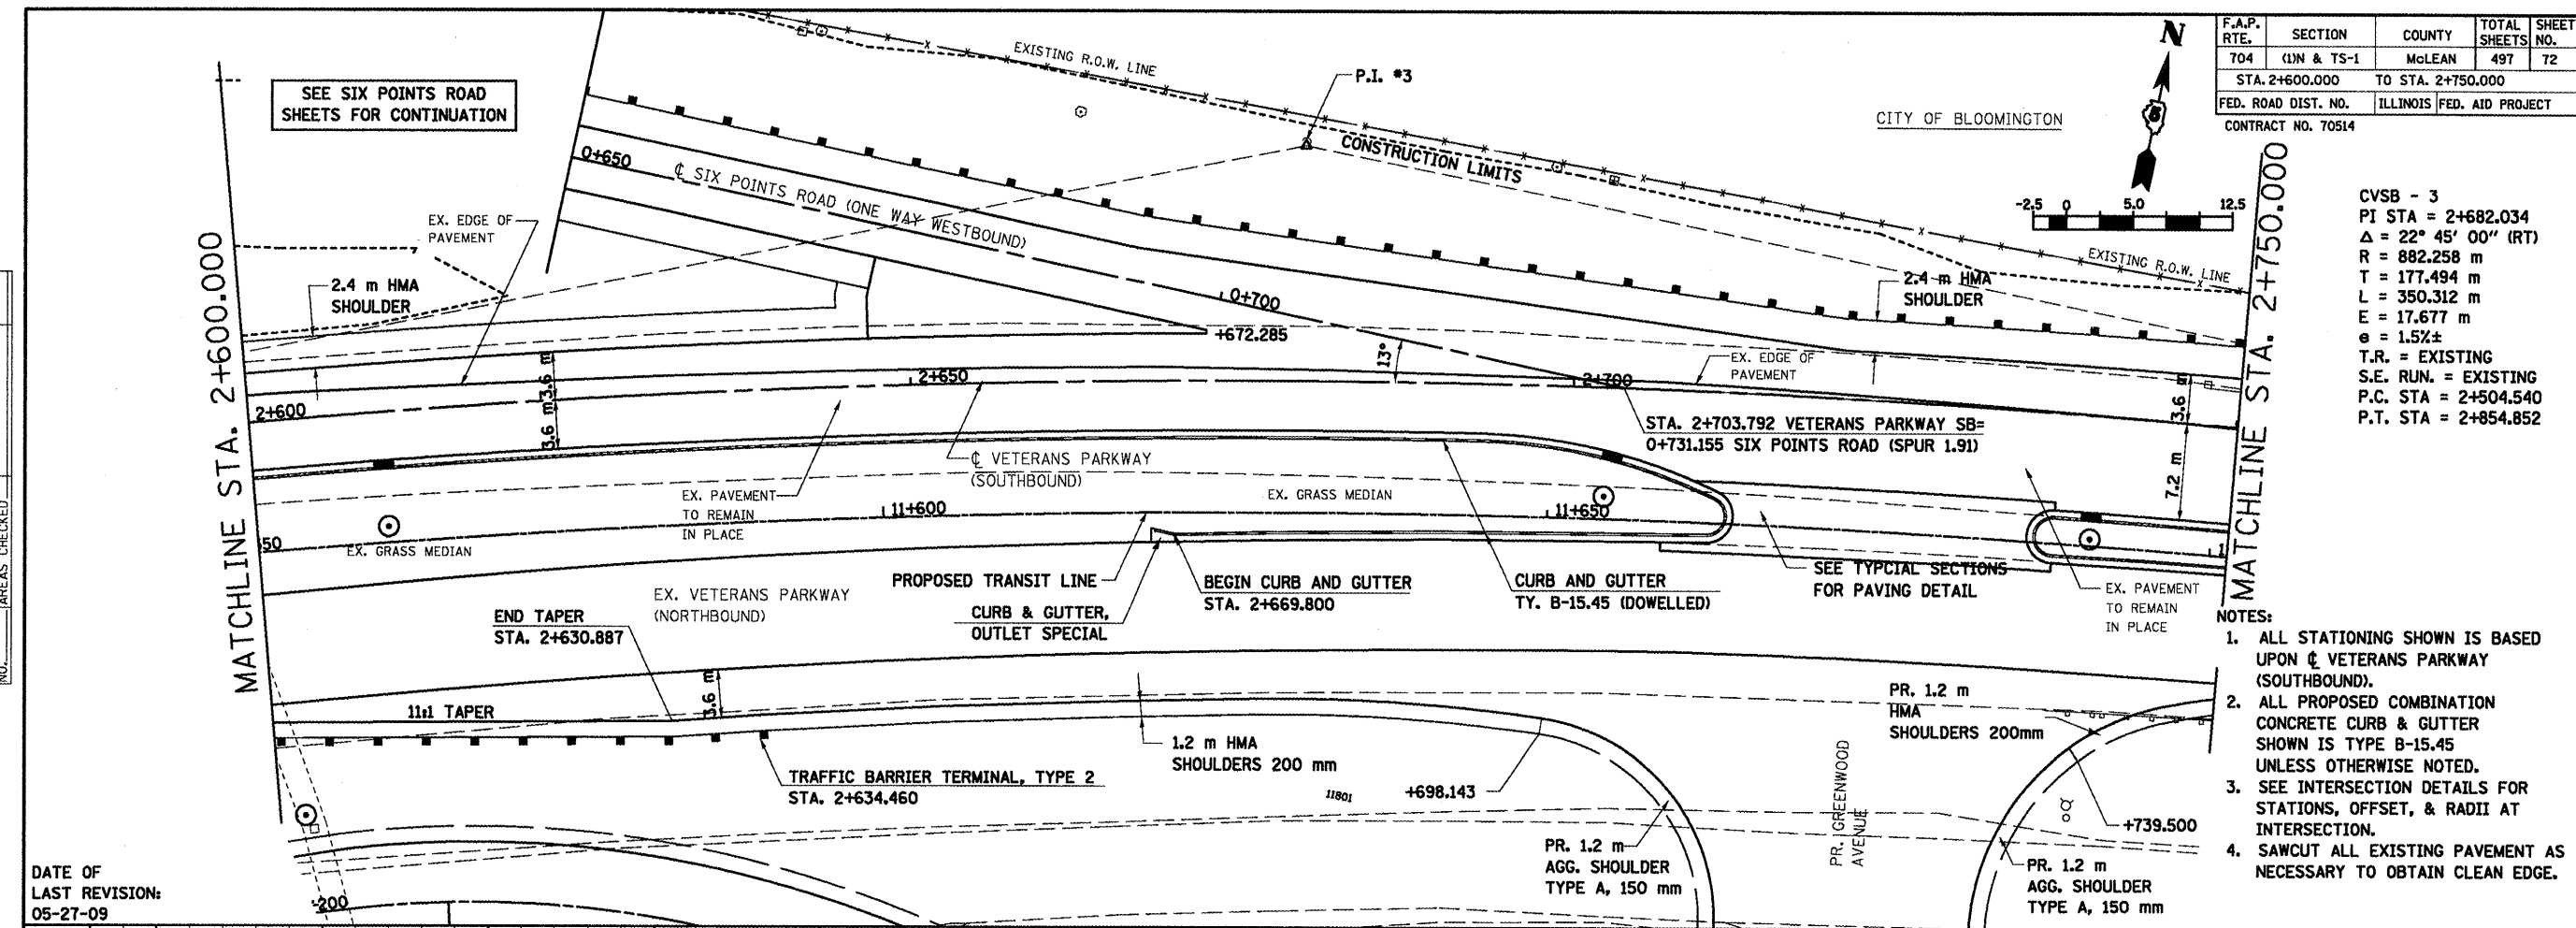 F.A.P. RTE. SECTION COUNTY TOTAL SHEETS SHEET NO.
704 (1)N & TS-1 McLEAN 497 72
STA. 2+600.000 TO STA. 2+750.000
FED. ROAD DIST. NO. ILLINOIS FED. AID PROJECT
CONTRACT NO. 70514
N
CITY OF BLOOMINGTON
-2.5 0 5.0 12.5
SEE SIX POINTS ROAD
SHEETS FOR CONTINUATION
EXISTING R.O.W. LINE
P.I. #3
CONSTRUCTION LIMITS
EXISTING R.O.W. LINE
0+650
℄ SIX POINTS ROAD (ONE WAY WESTBOUND)
0+700
EX. EDGE OF
PAVEMENT
2.4 m HMA
SHOULDER
2.4 m HMA
SHOULDER
+672.285
13°
EX. EDGE OF
PAVEMENT
MATCHLINE STA. 2+600.000
MATCHLINE STA. 2+750.000
CVSB - 3
PI STA = 2+682.034
Δ = 22° 45' 00" (RT)
R = 882.258 m
T = 177.494 m
L = 350.312 m
E = 17.677 m
e = 1.5%±
T.R. = EXISTING
S.E. RUN. = EXISTING
P.C. STA = 2+504.540
P.T. STA = 2+854.852
2+600
3.6 m
3.6 m
2+650
2+700
3.6 m
7.2 m
STA. 2+703.792 VETERANS PARKWAY SB=
0+731.155 SIX POINTS ROAD (SPUR 1.91)
℄ VETERANS PARKWAY
(SOUTHBOUND)
EX. PAVEMENT
TO REMAIN
IN PLACE
EX. GRASS MEDIAN
11+600
11+650
50
EX. GRASS MEDIAN
PROPOSED TRANSIT LINE
BEGIN CURB AND GUTTER
STA. 2+669.800
CURB AND GUTTER
TY. B-15.45 (DOWELLED)
SEE TYPCIAL SECTIONS
FOR PAVING DETAIL
EX. PAVEMENT
TO REMAIN
IN PLACE
EX. VETERANS PARKWAY
(NORTHBOUND)
CURB & GUTTER,
OUTLET SPECIAL
END TAPER
STA. 2+630.887
NOTES:
1. ALL STATIONING SHOWN IS BASED
UPON ℄ VETERANS PARKWAY
(SOUTHBOUND).
2. ALL PROPOSED COMBINATION
CONCRETE CURB & GUTTER
SHOWN IS TYPE B-15.45
UNLESS OTHERWISE NOTED.
3. SEE INTERSECTION DETAILS FOR
STATIONS, OFFSET, & RADII AT
INTERSECTION.
4. SAWCUT ALL EXISTING PAVEMENT AS
NECESSARY TO OBTAIN CLEAN EDGE.
11:1 TAPER
3.6 m
1.2 m HMA
SHOULDERS 200 mm
TRAFFIC BARRIER TERMINAL, TYPE 2
STA. 2+634.460
11801
+698.143
PR. 1.2 m
HMA
SHOULDERS 200mm
PR. GREENWOOD
AVENUE
+739.500
PR. 1.2 m
AGG. SHOULDER
TYPE A, 150 mm
PR. 1.2 m
AGG. SHOULDER
TYPE A, 150 mm
200
DATE OF
LAST REVISION:
05-27-09
NO. AREAS CHECKED